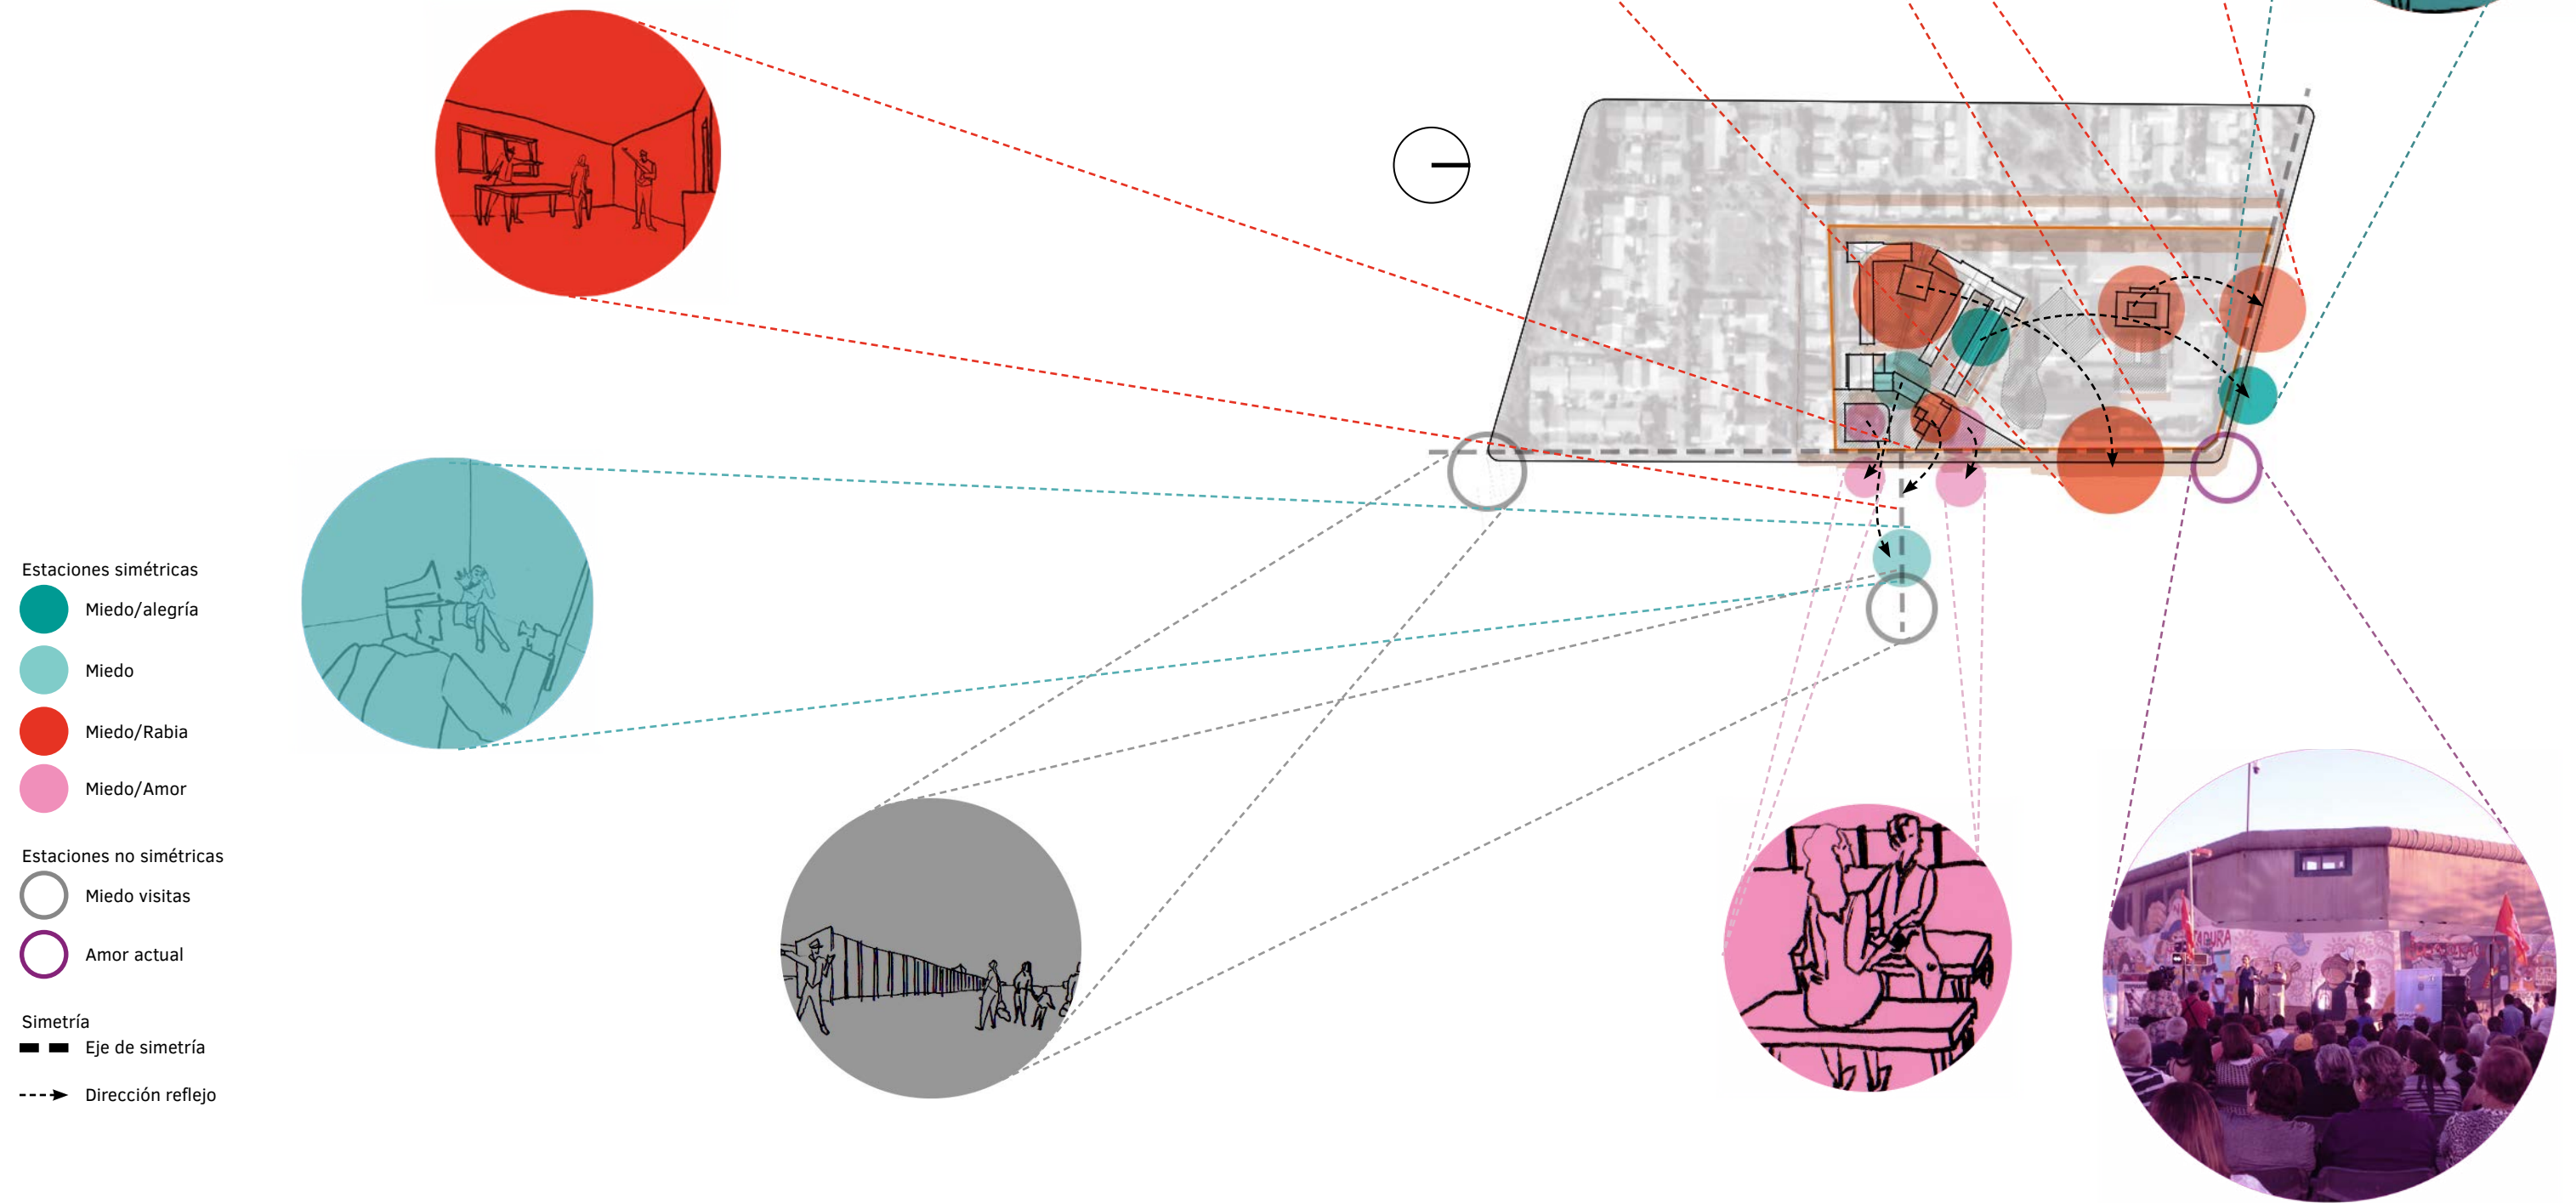 Estaciones simétricas
Miedo/alegría
Miedo
Miedo/Rabia
Miedo/Amor
Estaciones no simétricas
Miedo visitas
Amor actual
Simetría
Eje de simetría
Dirección reflejo